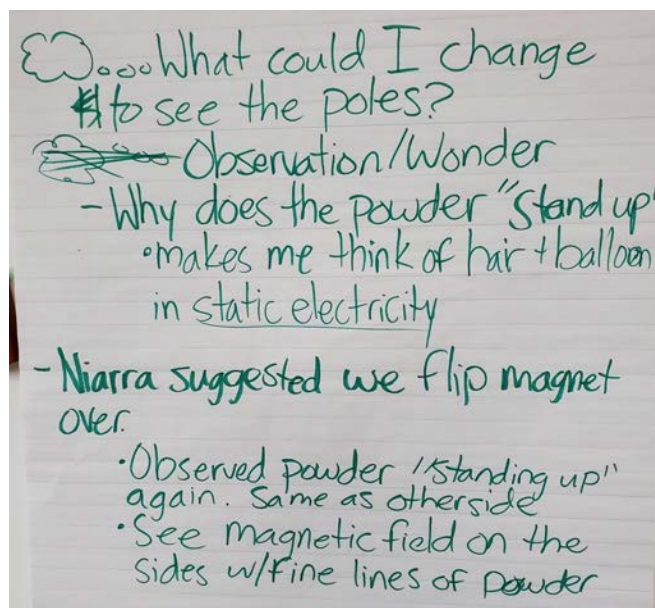 ...What could I change
to see the poles?
Observation/Wonder
- Why does the powder "stand up"
• makes me think of hair + balloon
in static electricity
- Niarra suggested we flip magnet
over.
• Observed powder "standing up"
again. Same as otherside
• See magnetic field on the
sides w/fine lines of powder